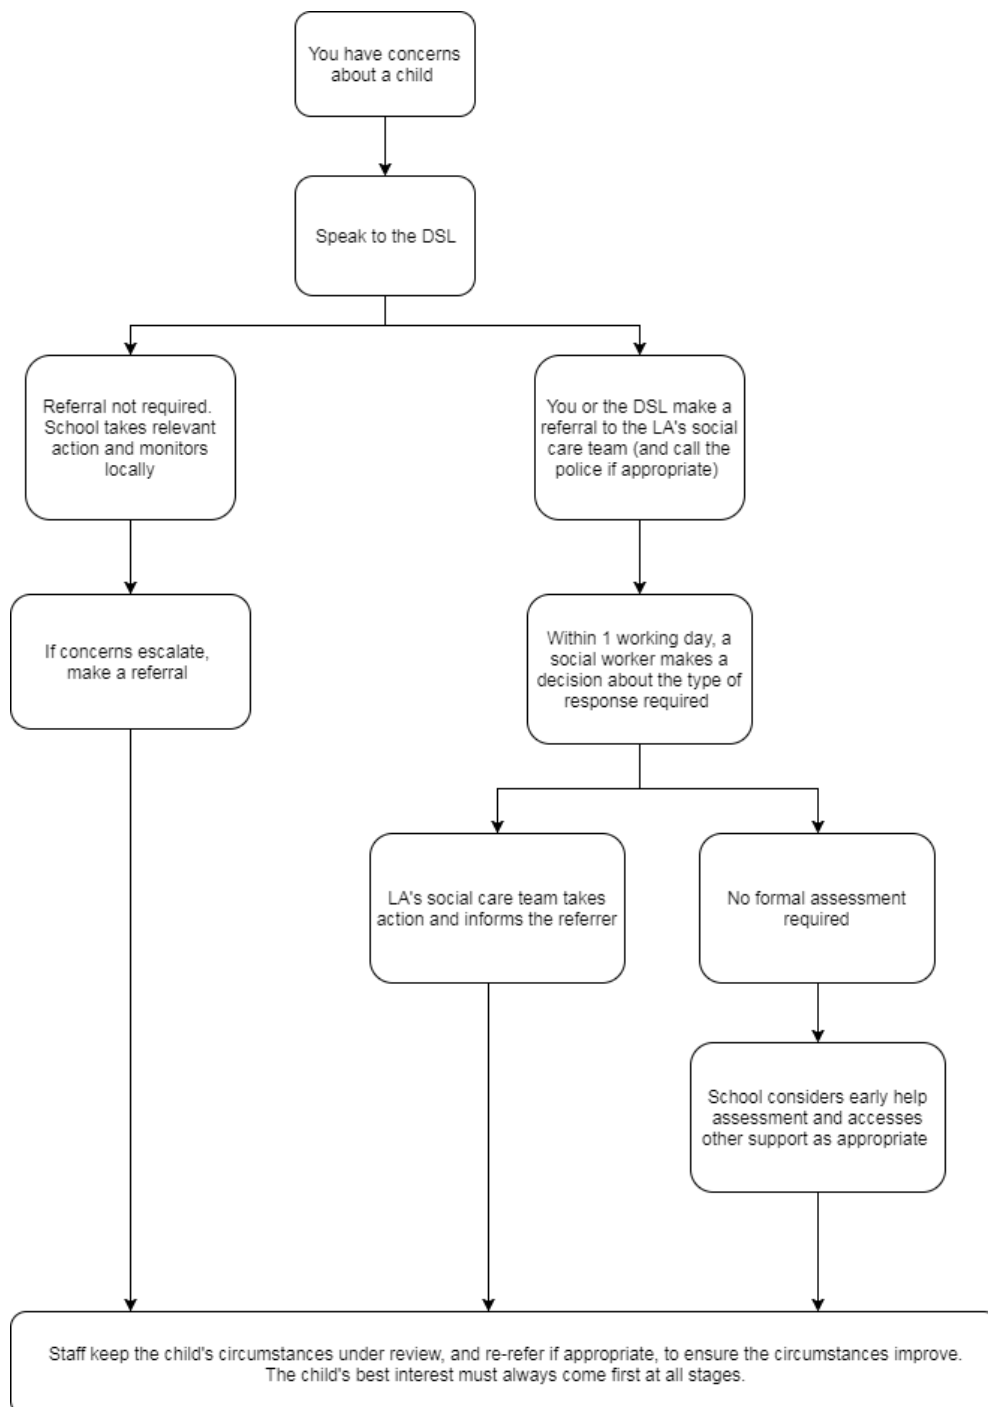 You have concerns
about a child
Speak to the DSL
Referral not required.
School takes relevant
action and monitors
locally
You or the DSL make a
referral to the LA's social
care team (and call the
police if appropriate)
If concerns escalate,
make a referral
Within 1 working day, a
social worker makes a
decision about the type of
response required
LA's social care team takes
action and informs the referrer
No formal assessment
required
School considers early help
assessment and accesses
other support as appropriate
Staff keep the child's circumstances under review, and re-refer if appropriate, to ensure the circumstances improve.
The child's best interest must always come first at all stages.